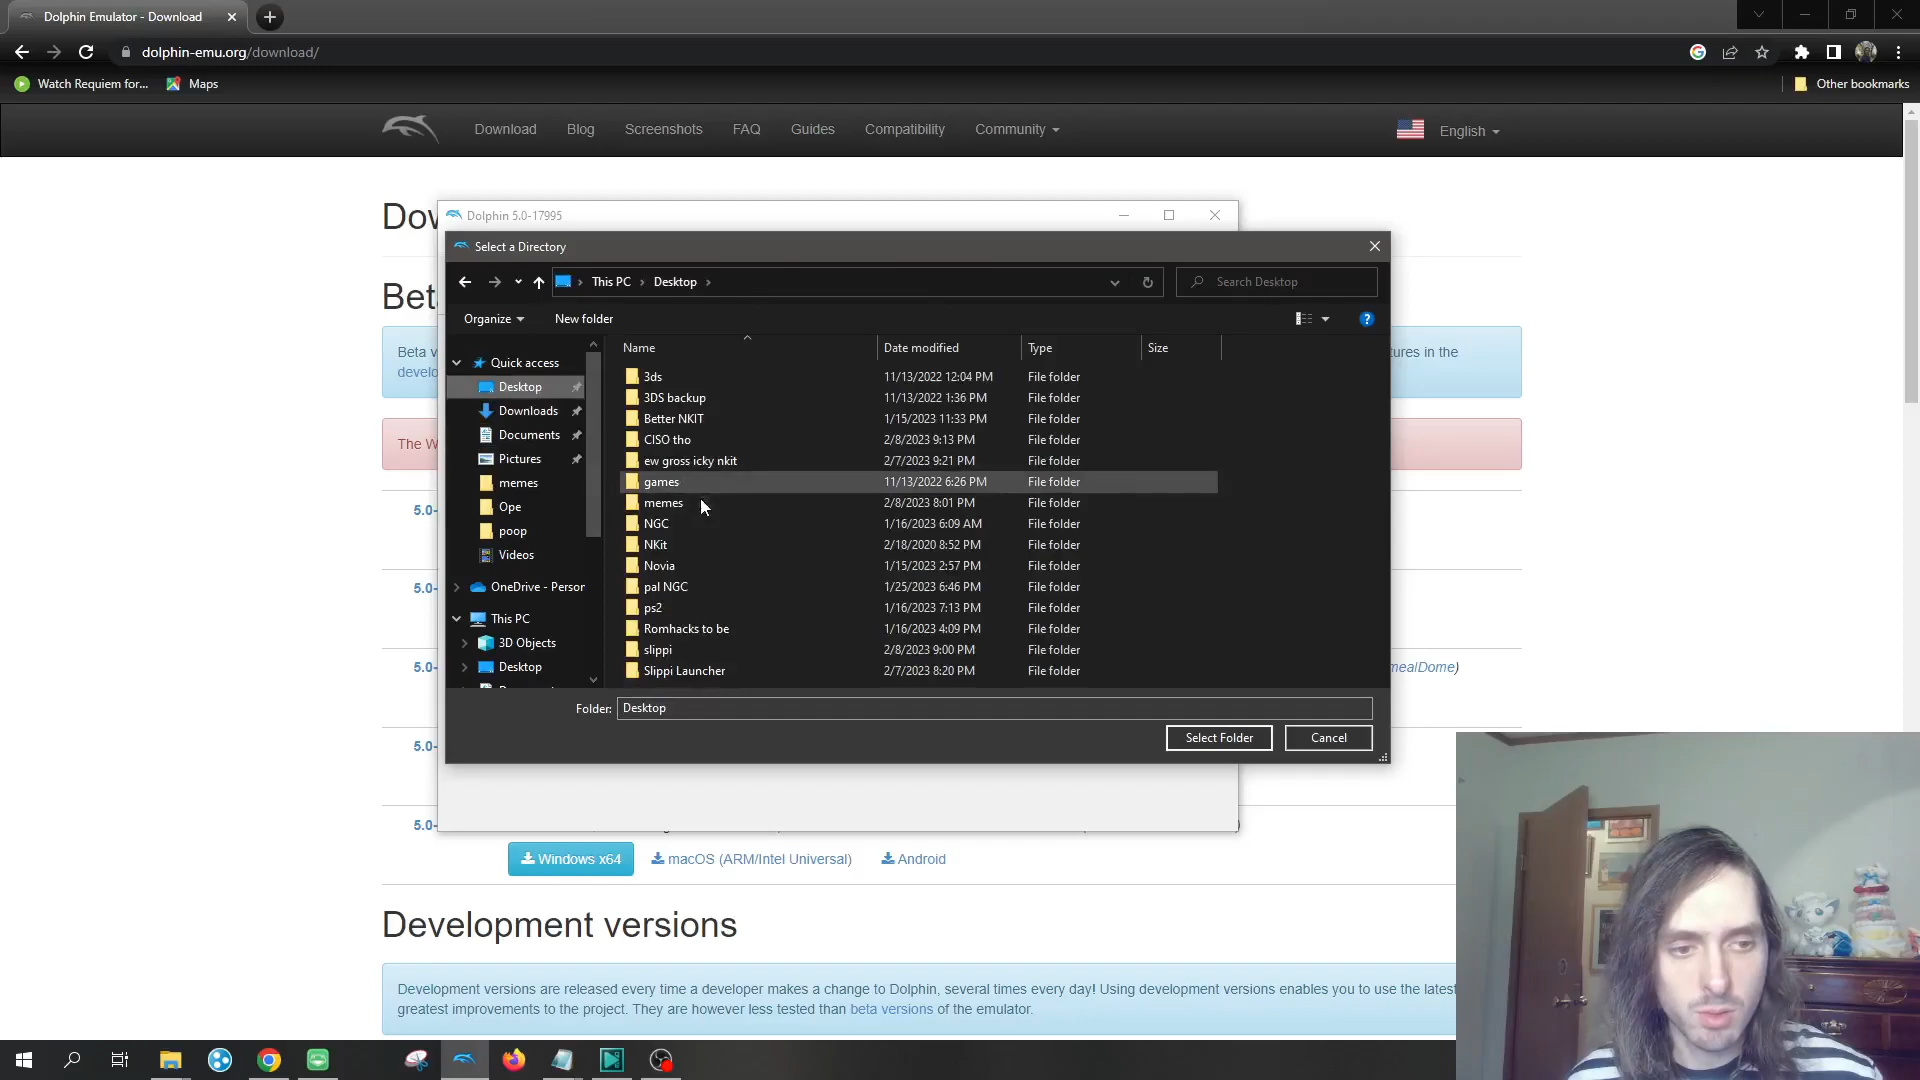 Dolphin Emulator - Download
dolphin-emu.org/download/
Watch Requiem for...
Maps
Other bookmarks
Download
Blog
Screenshots
FAQ
Guides
Compatibility
Community
English
Dolphin 5.0-17995
Select a Directory
This PC > Desktop >
Search Desktop
Organize
New folder
Name
Date modified
Type
Size
Quick access
Desktop
Downloads
Documents
Pictures
memes
Ope
poop
Videos
OneDrive - Person
This PC
3D Objects
Desktop
3ds 11/13/2022 12:04 PM File folder
3DS backup 11/13/2022 1:36 PM File folder
Better NKIT 1/15/2023 11:33 PM File folder
CISO tho 2/8/2023 9:13 PM File folder
ew gross icky nkit 2/7/2023 9:21 PM File folder
games 11/13/2022 6:26 PM File folder
memes 2/8/2023 8:01 PM File folder
NGC 1/16/2023 6:09 AM File folder
NKit 2/18/2020 8:52 PM File folder
Novia 1/15/2023 2:57 PM File folder
pal NGC 1/25/2023 6:46 PM File folder
ps2 1/16/2023 7:13 PM File folder
Romhacks to be 1/16/2023 4:09 PM File folder
slippi 2/8/2023 9:00 PM File folder
Slippi Launcher 2/7/2023 8:20 PM File folder
Folder: Desktop
Select Folder
Cancel
Dow
Bet
Beta v
develo
tures in the
The W
5.0-
5.0-
5.0-
mealDome)
5.0-
5.0-
Windows x64
macOS (ARM/Intel Universal)
Android
Development versions
Development versions are released every time a developer makes a change to Dolphin, several times every day! Using development versions enables you to use the latest
greatest improvements to the project. They are however less tested than beta versions of the emulator.